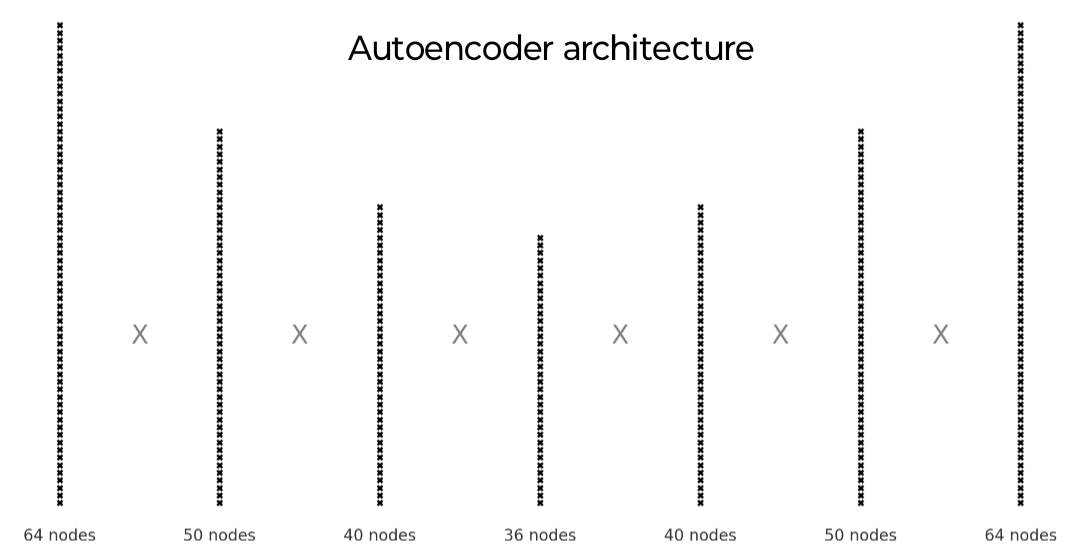 Autoencoder architecture
X X X X X X
64 nodes 50 nodes 40 nodes 36 nodes 40 nodes 50 nodes 64 nodes